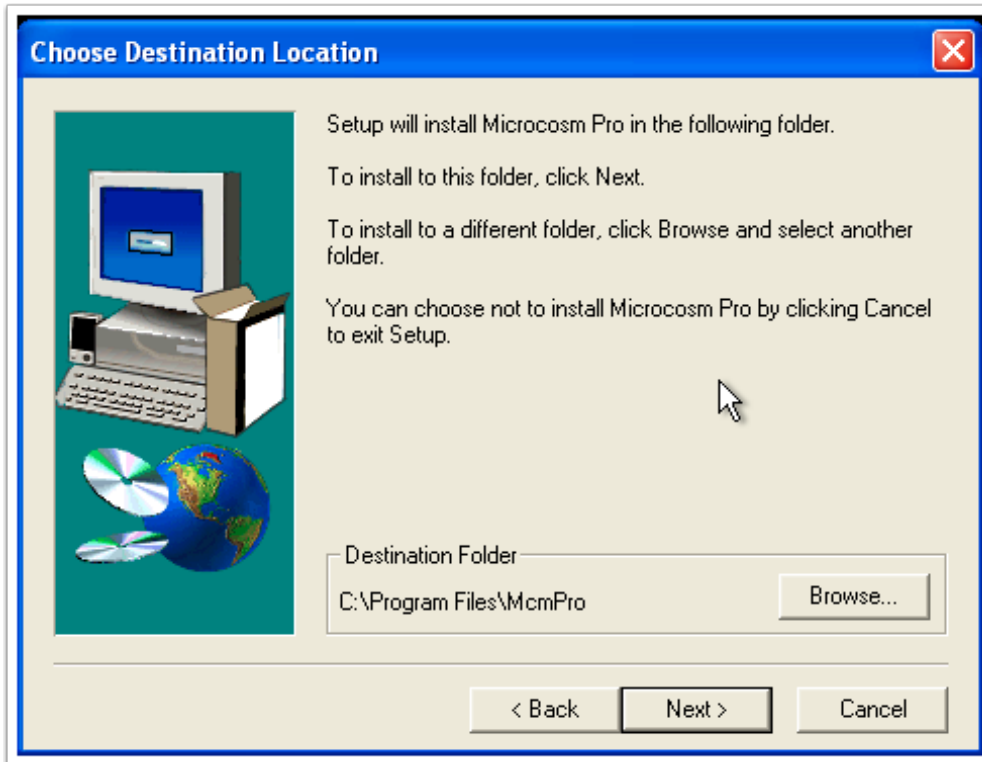 Choose Destination Location
Setup will install Microcosm Pro in the following folder.
To install to this folder, click Next.
To install to a different folder, click Browse and select another
folder.
You can choose not to install Microcosm Pro by clicking Cancel
to exit Setup.
Destination Folder
C:\Program Files\McmPro
Browse...
< Back
Next >
Cancel